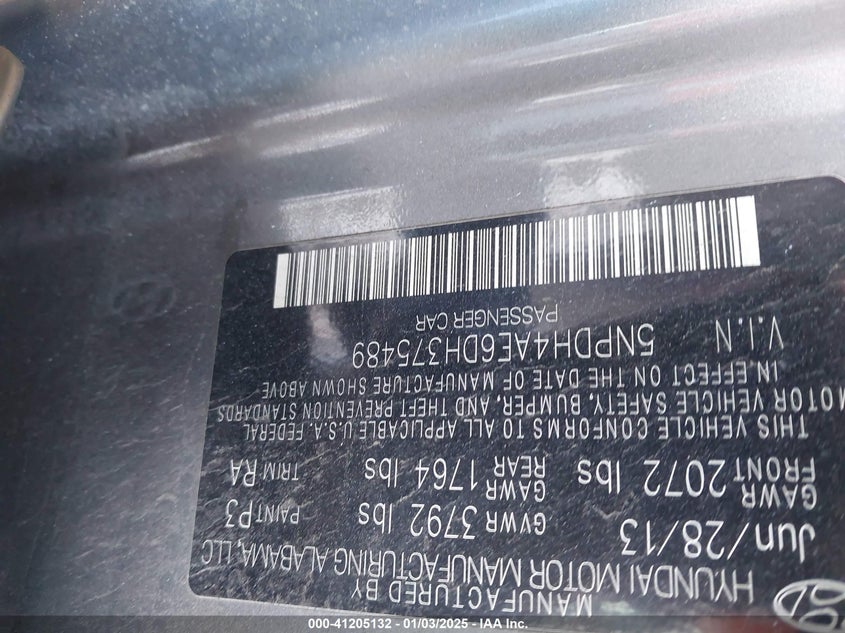 MANUFACTURED BY
HYUNDAI MOTOR MANUFACTURING ALABAMA, LLC
Jun/28/13 GVWR 3792 lbs PAINT P3
GAWR FRONT 2072 lbs GAWR REAR 1764 lbs TRIM RA
THIS VEHICLE CONFORMS TO ALL APPLICABLE U.S.A. FEDERAL
MOTOR VEHICLE SAFETY, BUMPER, AND THEFT PREVENTION STANDARDS
IN EFFECT ON THE DATE OF MANUFACTURE SHOWN ABOVE
V.I.N 5NPDH4AE6DH375489
PASSENGER CAR
000-41205132 - 01/03/2025 - IAA Inc.